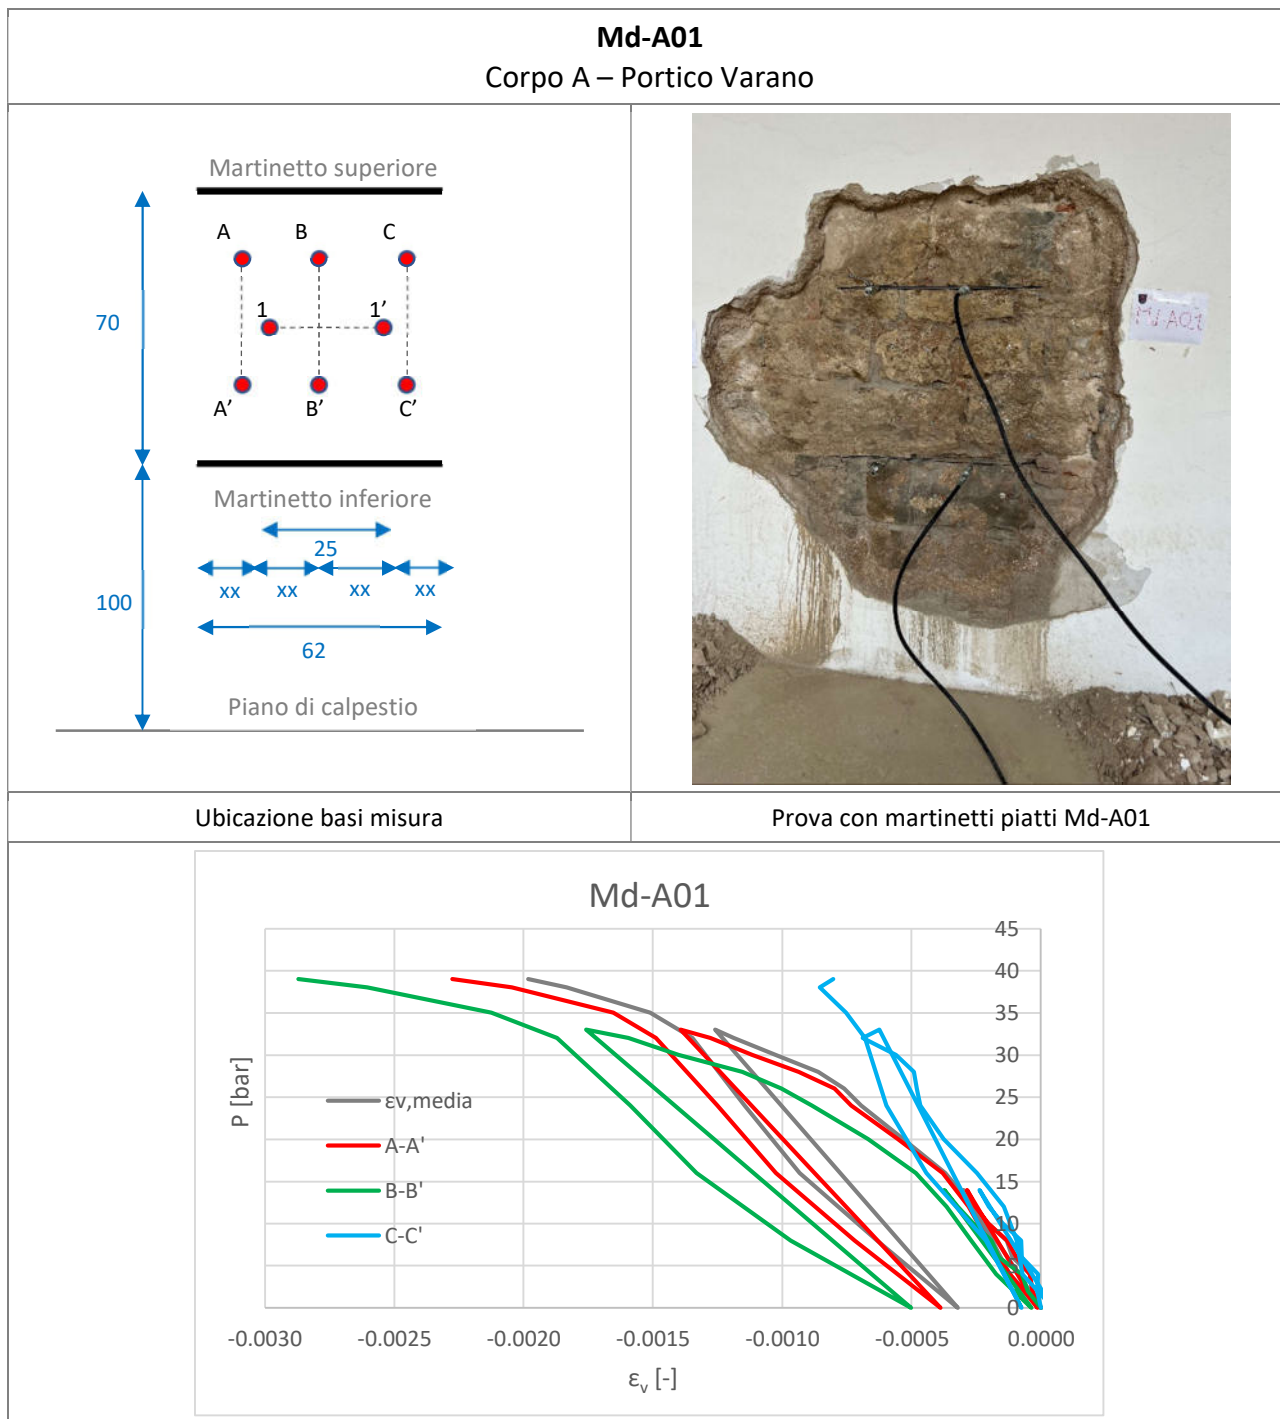 Md-A01
Corpo A – Portico Varano
Martinetto superiore
A B C
1 1’
70
A’ B’ C’
Martinetto inferiore
25
xx xx xx xx
100
62
Piano di calpestio
Md-A01
Ubicazione basi misura
Prova con martinetti piatti Md-A01
Md-A01
45
40
35
30
25
20
15
10
5
0
P [bar]
εv,media
A-A'
B-B'
C-C'
-0.0030 -0.0025 -0.0020 -0.0015 -0.0010 -0.0005 0.0000
εv [-]